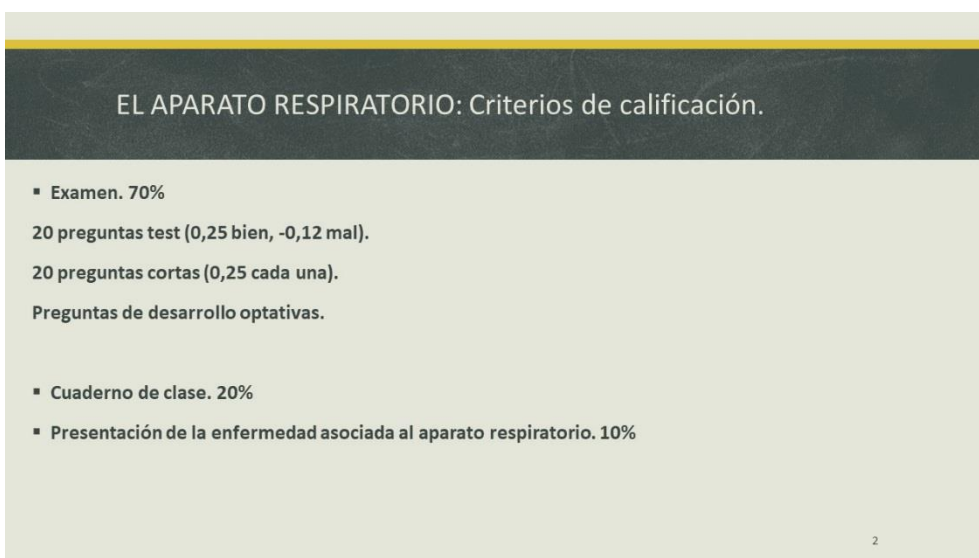 EL APARATO RESPIRATORIO: Criterios de calificación.
▪ Examen. 70%
20 preguntas test (0,25 bien, -0,12 mal).
20 preguntas cortas (0,25 cada una).
Preguntas de desarrollo optativas.
▪ Cuaderno de clase. 20%
▪ Presentación de la enfermedad asociada al aparato respiratorio. 10%
2